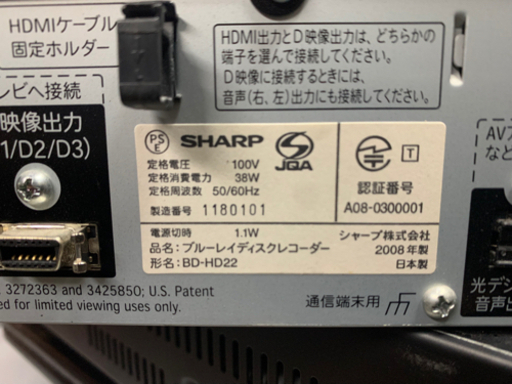 HDMIケーブル
固定ホルダー
HDMI出力とD映像出力は、どちらかの
端子を選んで接続してください。
D映像に接続するときには、
音声(右、左)出力にも接続してください。
レビへ接続
映像出力
1/D2/D3)
PSE SHARP JQA
定格電圧 100V
定格消費電力 38W
定格周波数 50/60Hz
製造番号 1180101
T
認証番号
A08-0300001
電源切時 1.1W
品名:ブルーレイディスクレコーダー
形名:BD-HD22
シャープ株式会社
2008年製
日本製
AV
など
. 3272363 and 3425850; U.S. Patent
d for limited viewing uses only.
通信端末用
光デジ
音声出